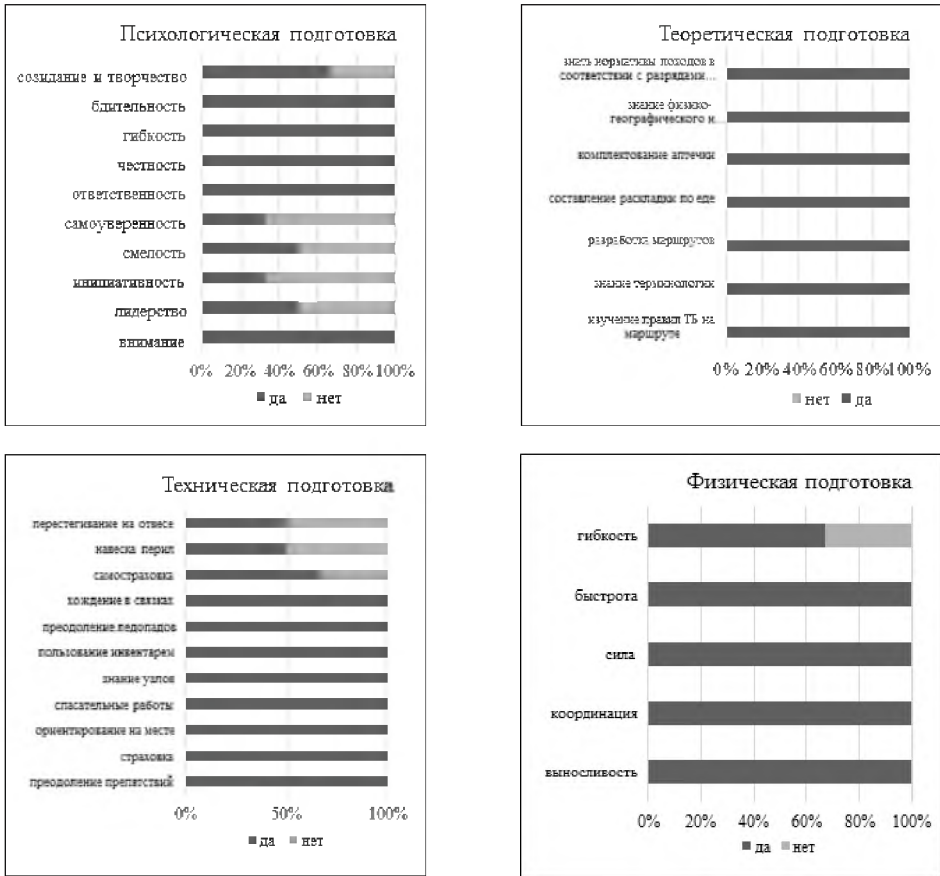 Психологическая подготовка
созидание и творчество
бдительность
гибкость
честность
ответственность
самоуверенность
смелость
инициативность
лидерство
внимание
0% 20% 40% 60% 80% 100%
да нет
Теоретическая подготовка
знать нормативы походов в
соответствии с разрядами...
знание физико-
географического и...
комплектование аптечки
составление раскладки по еде
разработка маршрутов
знание терминологии
изучение правил ТБ на
маршруте
0% 20% 40% 60% 80% 100%
нет да
Техническая подготовка
перестегивание на отвесе
навеска перил
самостраховка
хождение в связках
преодоление ледопадов
пользование инвентарем
знание узлов
спасательные работы
ориентирование на месте
страховка
преодоление препятствий
0% 50% 100%
да нет
Физическая подготовка
гибкость
быстрота
сила
координация
выносливость
0% 20% 40% 60% 80% 100%
да нет